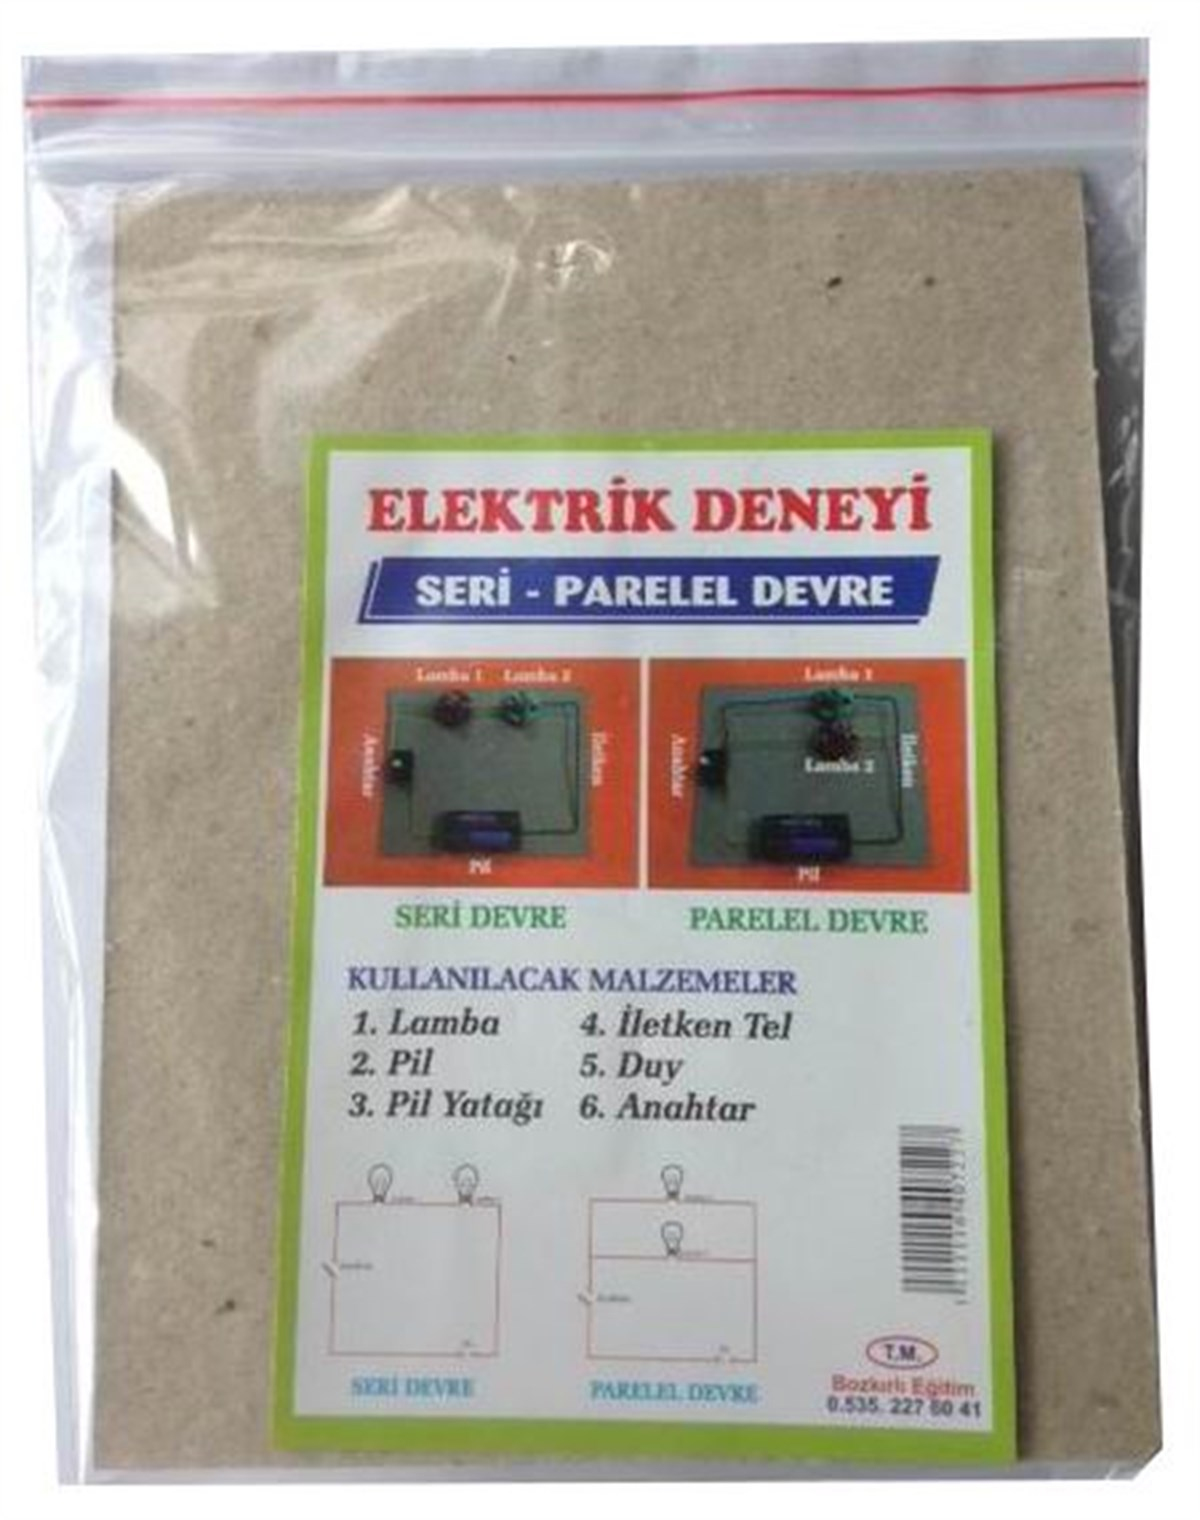 ELEKTRİK DENEYİ
SERİ - PARELEL DEVRE
Lamba 1 Lamba 2
Anahtar
İletken
Pil
Lamba 1
Anahtar
Lamba 2
İletken
Pil
SERİ DEVRE
PARELEL DEVRE
KULLANILACAK MALZEMELER
1. Lamba
2. Pil
3. Pil Yatağı
4. İletken Tel
5. Duy
6. Anahtar
SERİ DEVRE
PARELEL DEVRE
T.M.
Bozkırlı Eğitim
0.535. 227 60 41